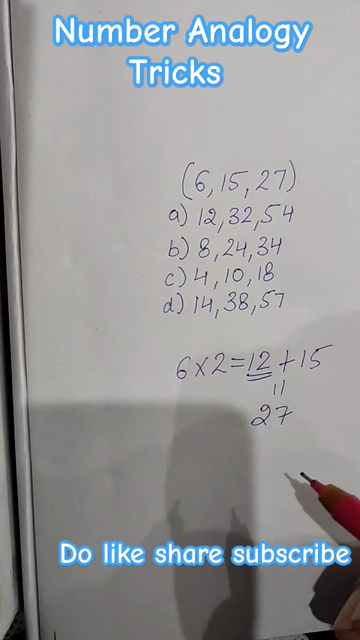 Number Analogy
Tricks
(6, 15, 27)
a) 12, 32, 54
b) 8, 24, 34
c) 4, 10, 18
d) 14, 38, 57
6 x 2 = 12 + 15
11
27
Do like share subscribe